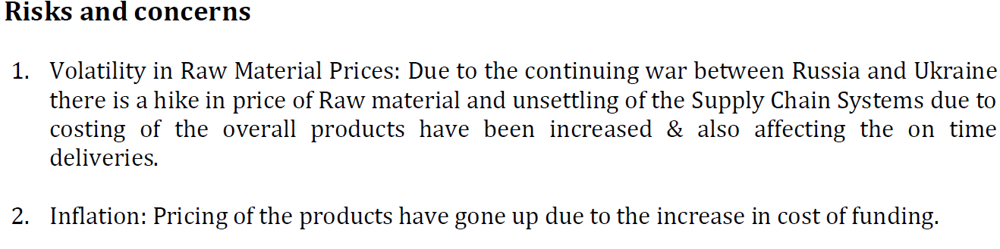 Risks and concerns
1. Volatility in Raw Material Prices: Due to the continuing war between Russia and Ukraine
there is a hike in price of Raw material and unsettling of the Supply Chain Systems due to
costing of the overall products have been increased & also affecting the on time
deliveries.
2. Inflation: Pricing of the products have gone up due to the increase in cost of funding.